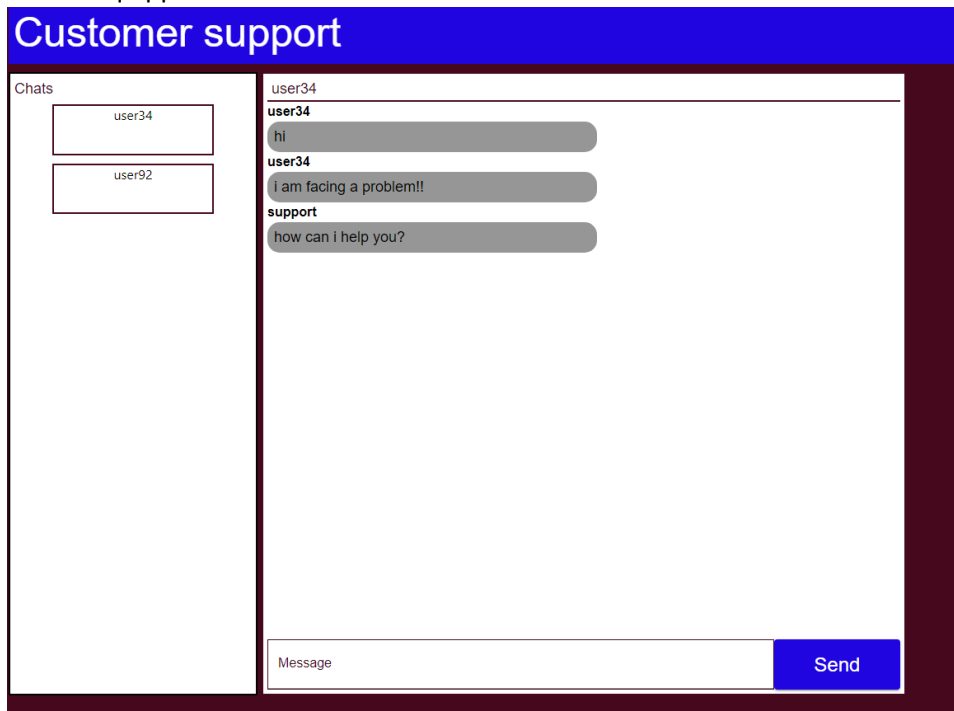 Customer support
Chats
user34
user92
user34
user34
hi
user34
i am facing a problem!!
support
how can i help you?
Message
Send